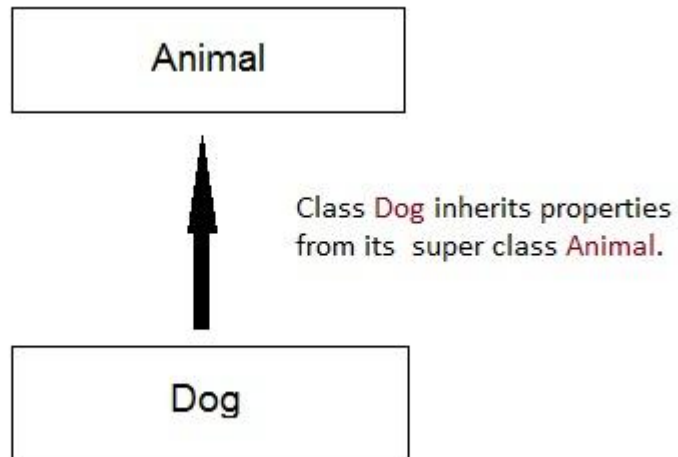 Animal
Class Dog inherits properties
from its super class Animal.
Dog